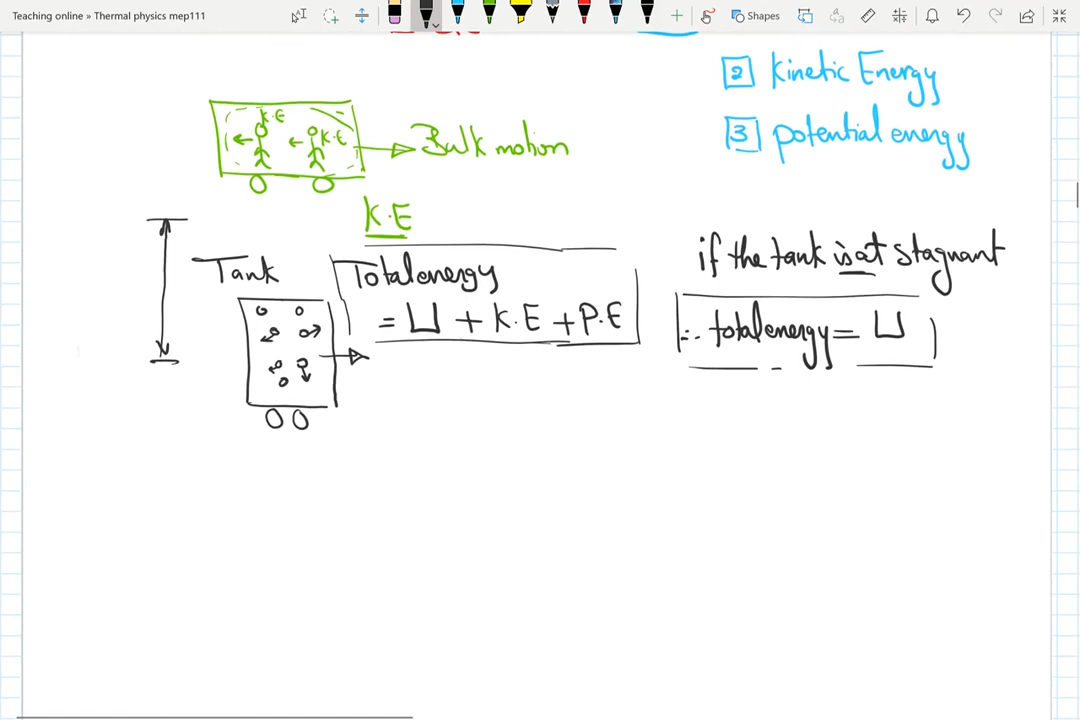 Teaching online » Thermal physics mep111
Shapes
2 kinetic Energy
3 potential energy
K.E
K.E
Bulk motion
K.E
Tank
Total energy
= U + K.E + P.E
if the tank is at stagnant
∴ total energy = U